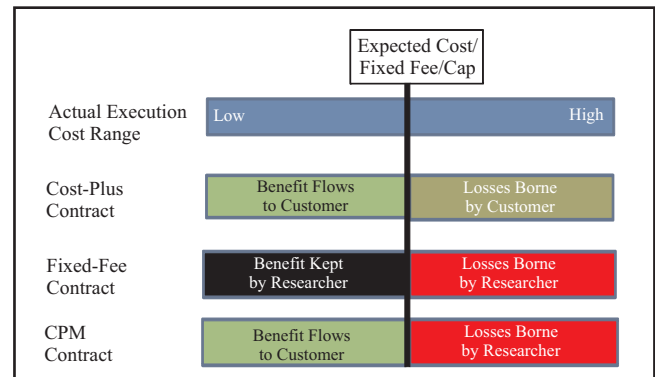 Expected Cost/
Fixed Fee/Cap
Actual Execution
Cost Range
Low
High
Cost-Plus
Contract
Benefit Flows
to Customer
Losses Borne
by Customer
Fixed-Fee
Contract
Benefit Kept
by Researcher
Losses Borne
by Researcher
CPM
Contract
Benefit Flows
to Customer
Losses Borne
by Researcher